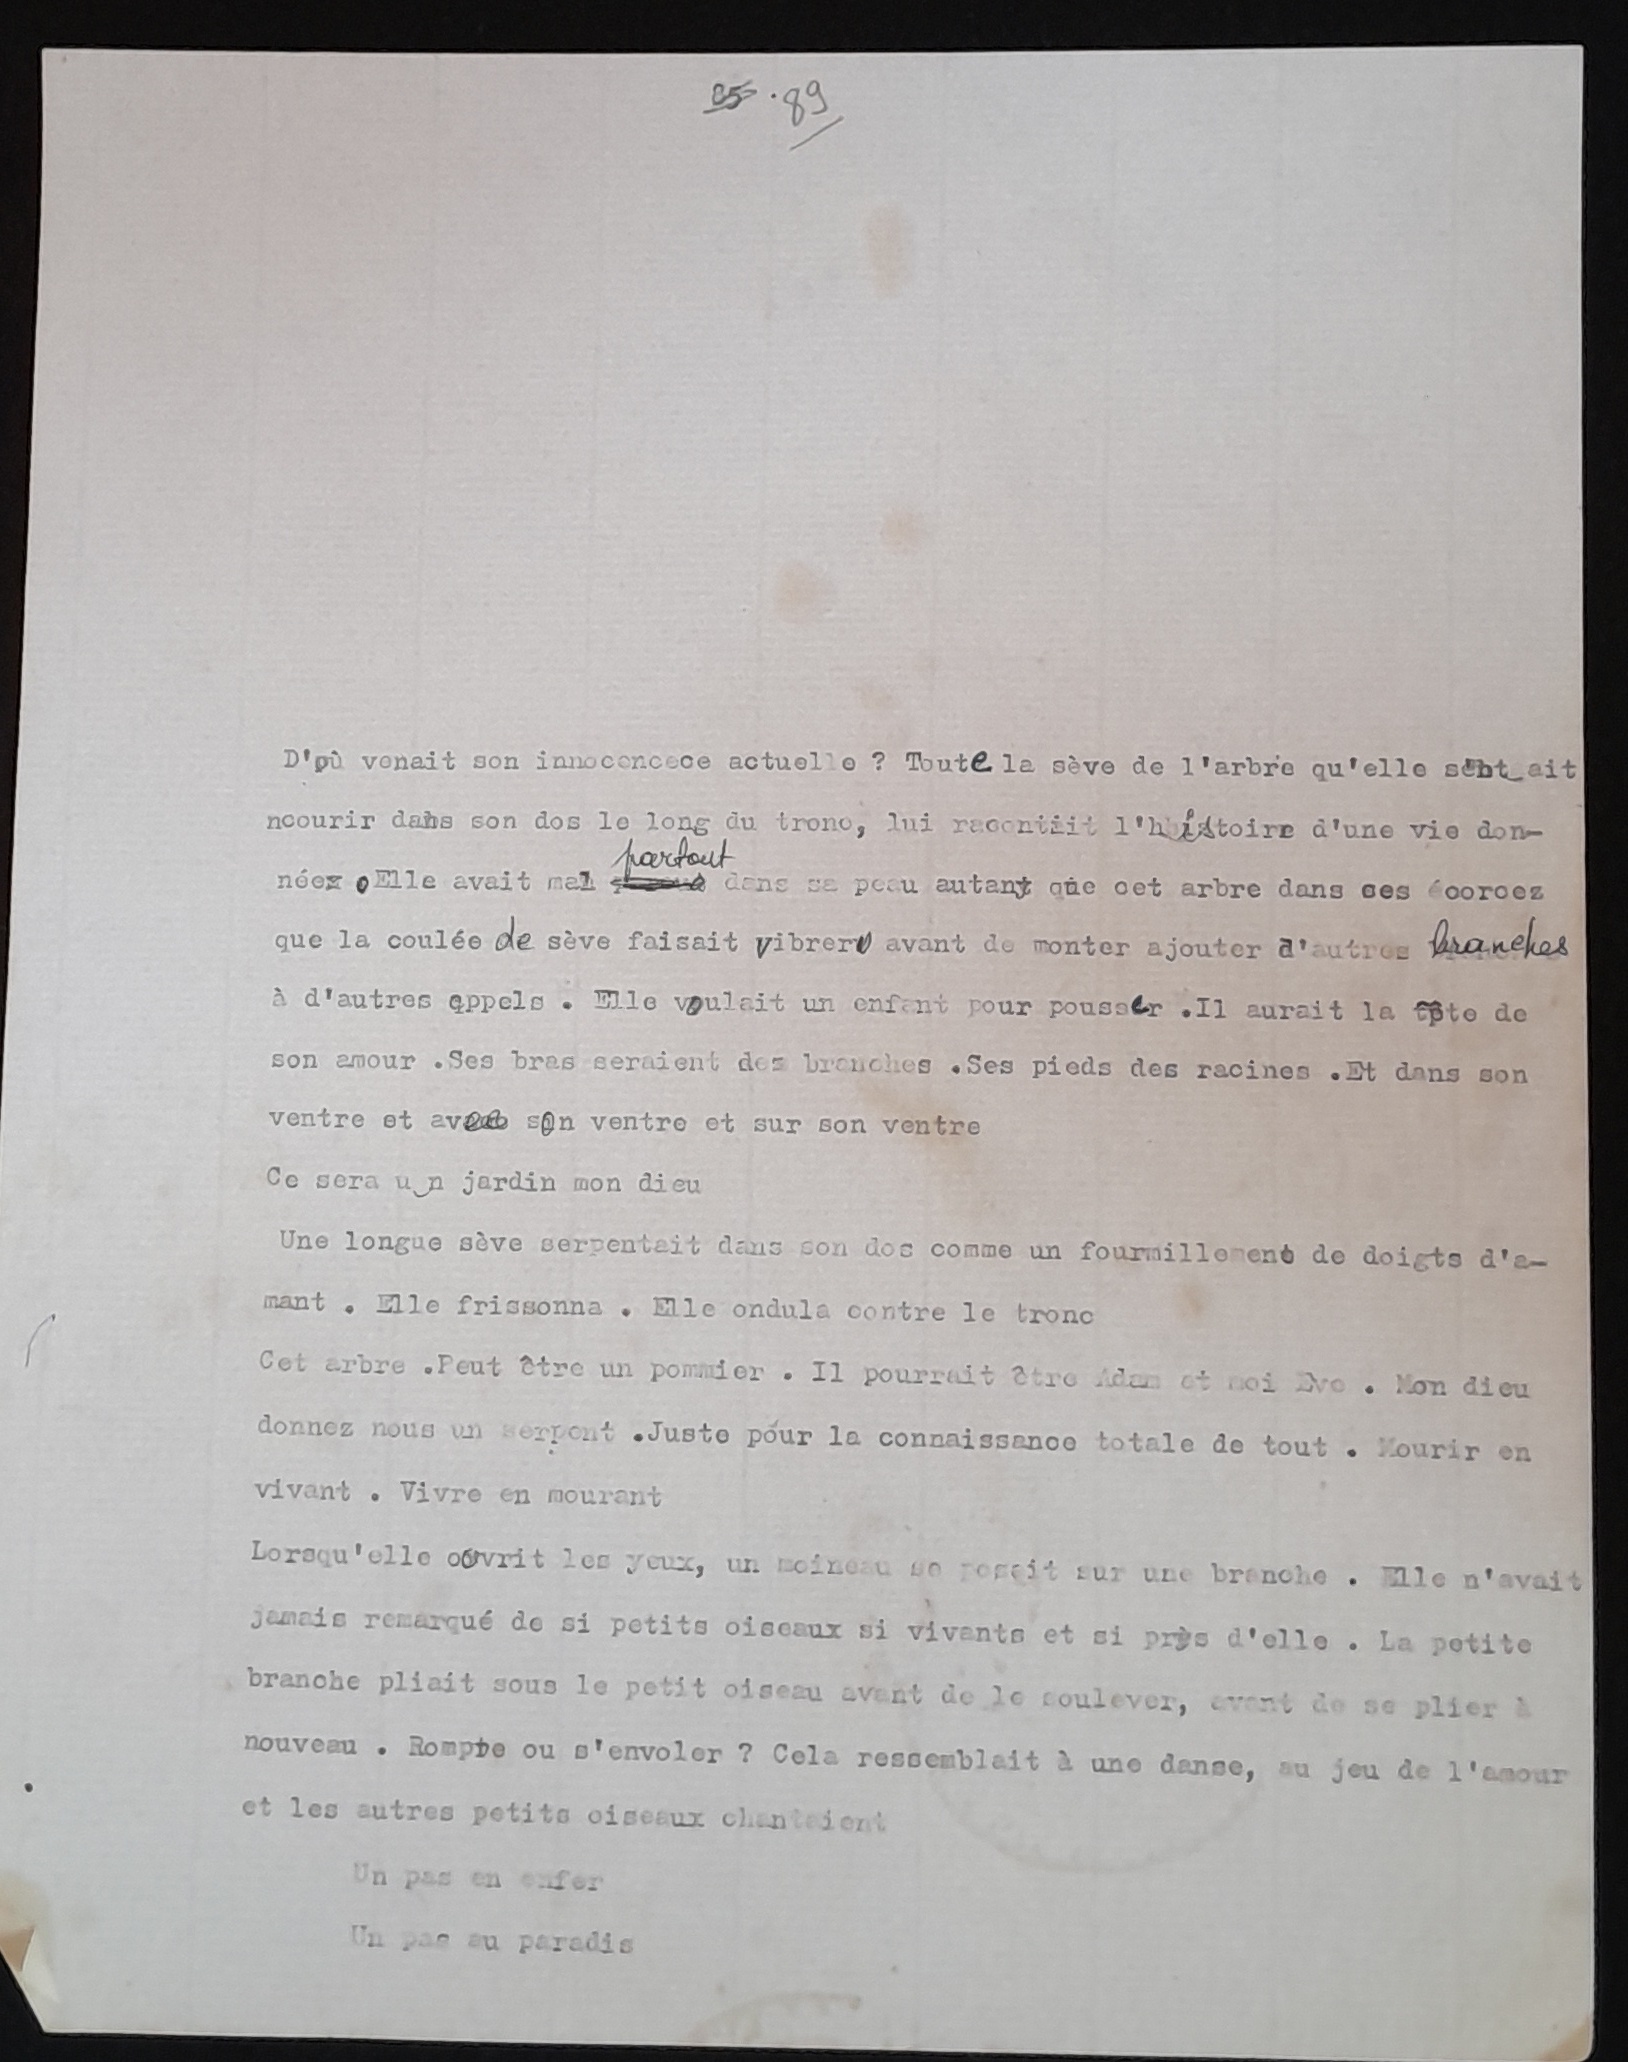 85 . 89
D'où venait son innoconcece actuelle ? Toute la sève de l'arbre qu'elle sent ait
ncourir dans son dos le long du tronc, lui racontait l'histoire d'une vie don-
née . Elle avait mal partout dans sa peau autant que cet arbre dans ses écorcez
que la coulée de sève faisait vibrer avant de monter ajouter d'autres branches
à d'autres appels . Elle voulait un enfant pour pousser .Il aurait la tête de
son amour .Ses bras seraient des branches .Ses pieds des racines .Et dans son
ventre et avec son ventre et sur son ventre
Ce sera un jardin mon dieu
Une longue sève serpentait dans son dos comme un fourmillement de doigts d'a-
mant . Elle frissonna . Elle ondula contre le tronc
Cet arbre .Peut être un pommier . Il pourrait être Adam et moi Eve . Mon dieu
donnez nous un serpent .Juste pour la connaissance totale de tout . Mourir en
vivant . Vivre en mourant
Lorsqu'elle ouvrit les yeux, un moineau se posait sur une branche . Elle n'avait
jamais remarqué de si petits oiseaux si vivants et si près d'elle . La petite
branche pliait sous le petit oiseau avant de le soulever, avant de se plier à
nouveau . Rompre ou s'envoler ? Cela ressemblait à une danse, au jeu de l'amour
et les autres petits oiseaux chantaient
Un pas en enfer
Un pas au paradis